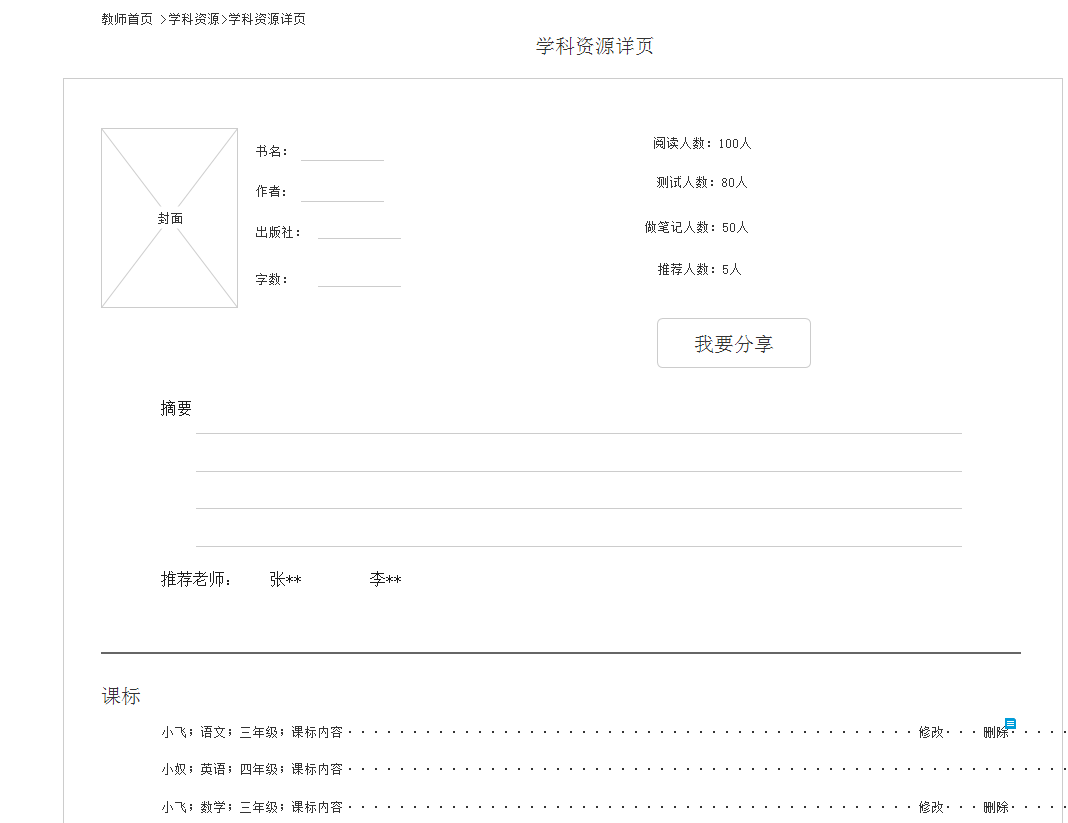 教师首页 >学科资源>学科资源详页
学科资源详页
封面
书名：
作者：
出版社：
字数：
阅读人数：100人
测试人数：80人
做笔记人数：50人
推荐人数：5人
我要分享
摘要
推荐老师： 张** 李**
课标
小飞；语文；三年级；课标内容 修改 删除
小奴；英语；四年级；课标内容
小飞；数学；三年级；课标内容 修改 删除